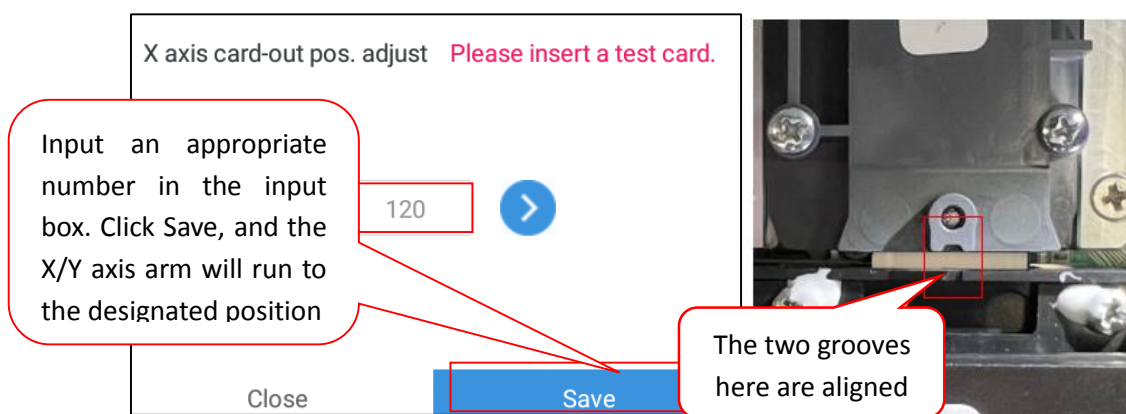 X axis card-out pos. adjust Please insert a test card.
Input an appropriate
number in the input
box. Click Save, and the
X/Y axis arm will run to
the designated position
120
The two grooves
here are aligned
Close
Save